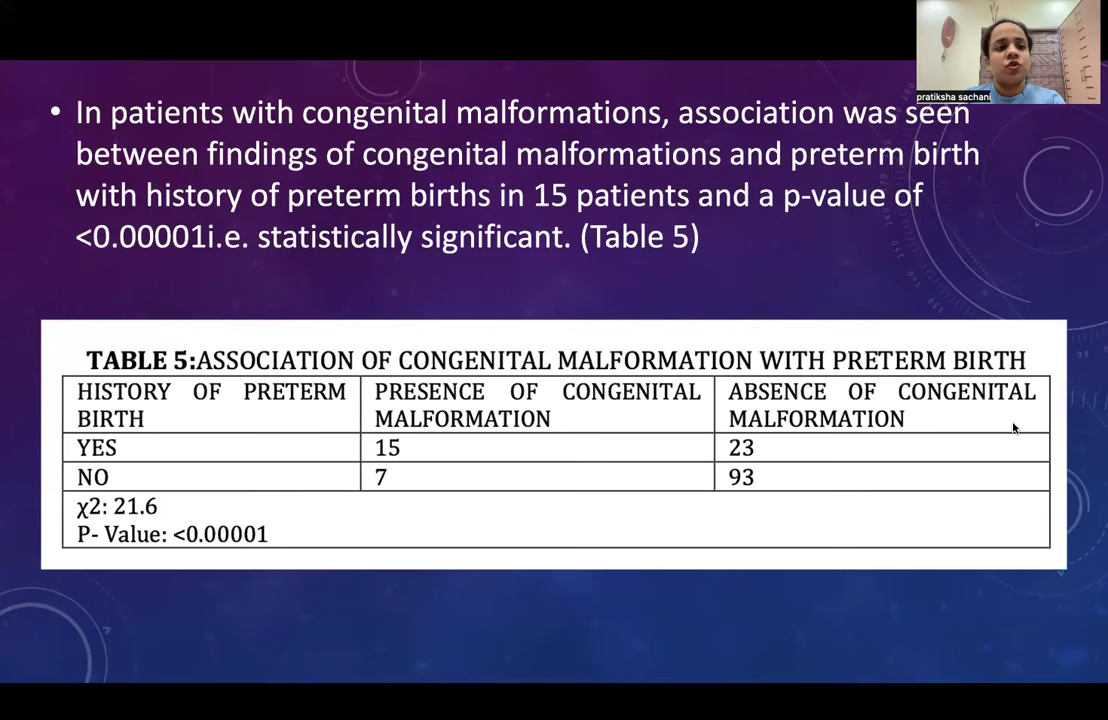 pratiksha sachani
• In patients with congenital malformations, association was seen
between findings of congenital malformations and preterm birth
with history of preterm births in 15 patients and a p-value of
<0.00001i.e. statistically significant. (Table 5)
TABLE 5:ASSOCIATION OF CONGENITAL MALFORMATION WITH PRETERM BIRTH
HISTORY OF PRETERM BIRTH
PRESENCE OF CONGENITAL MALFORMATION
ABSENCE OF CONGENITAL MALFORMATION
YES 15 23
NO 7 93
χ2: 21.6
P- Value: <0.00001